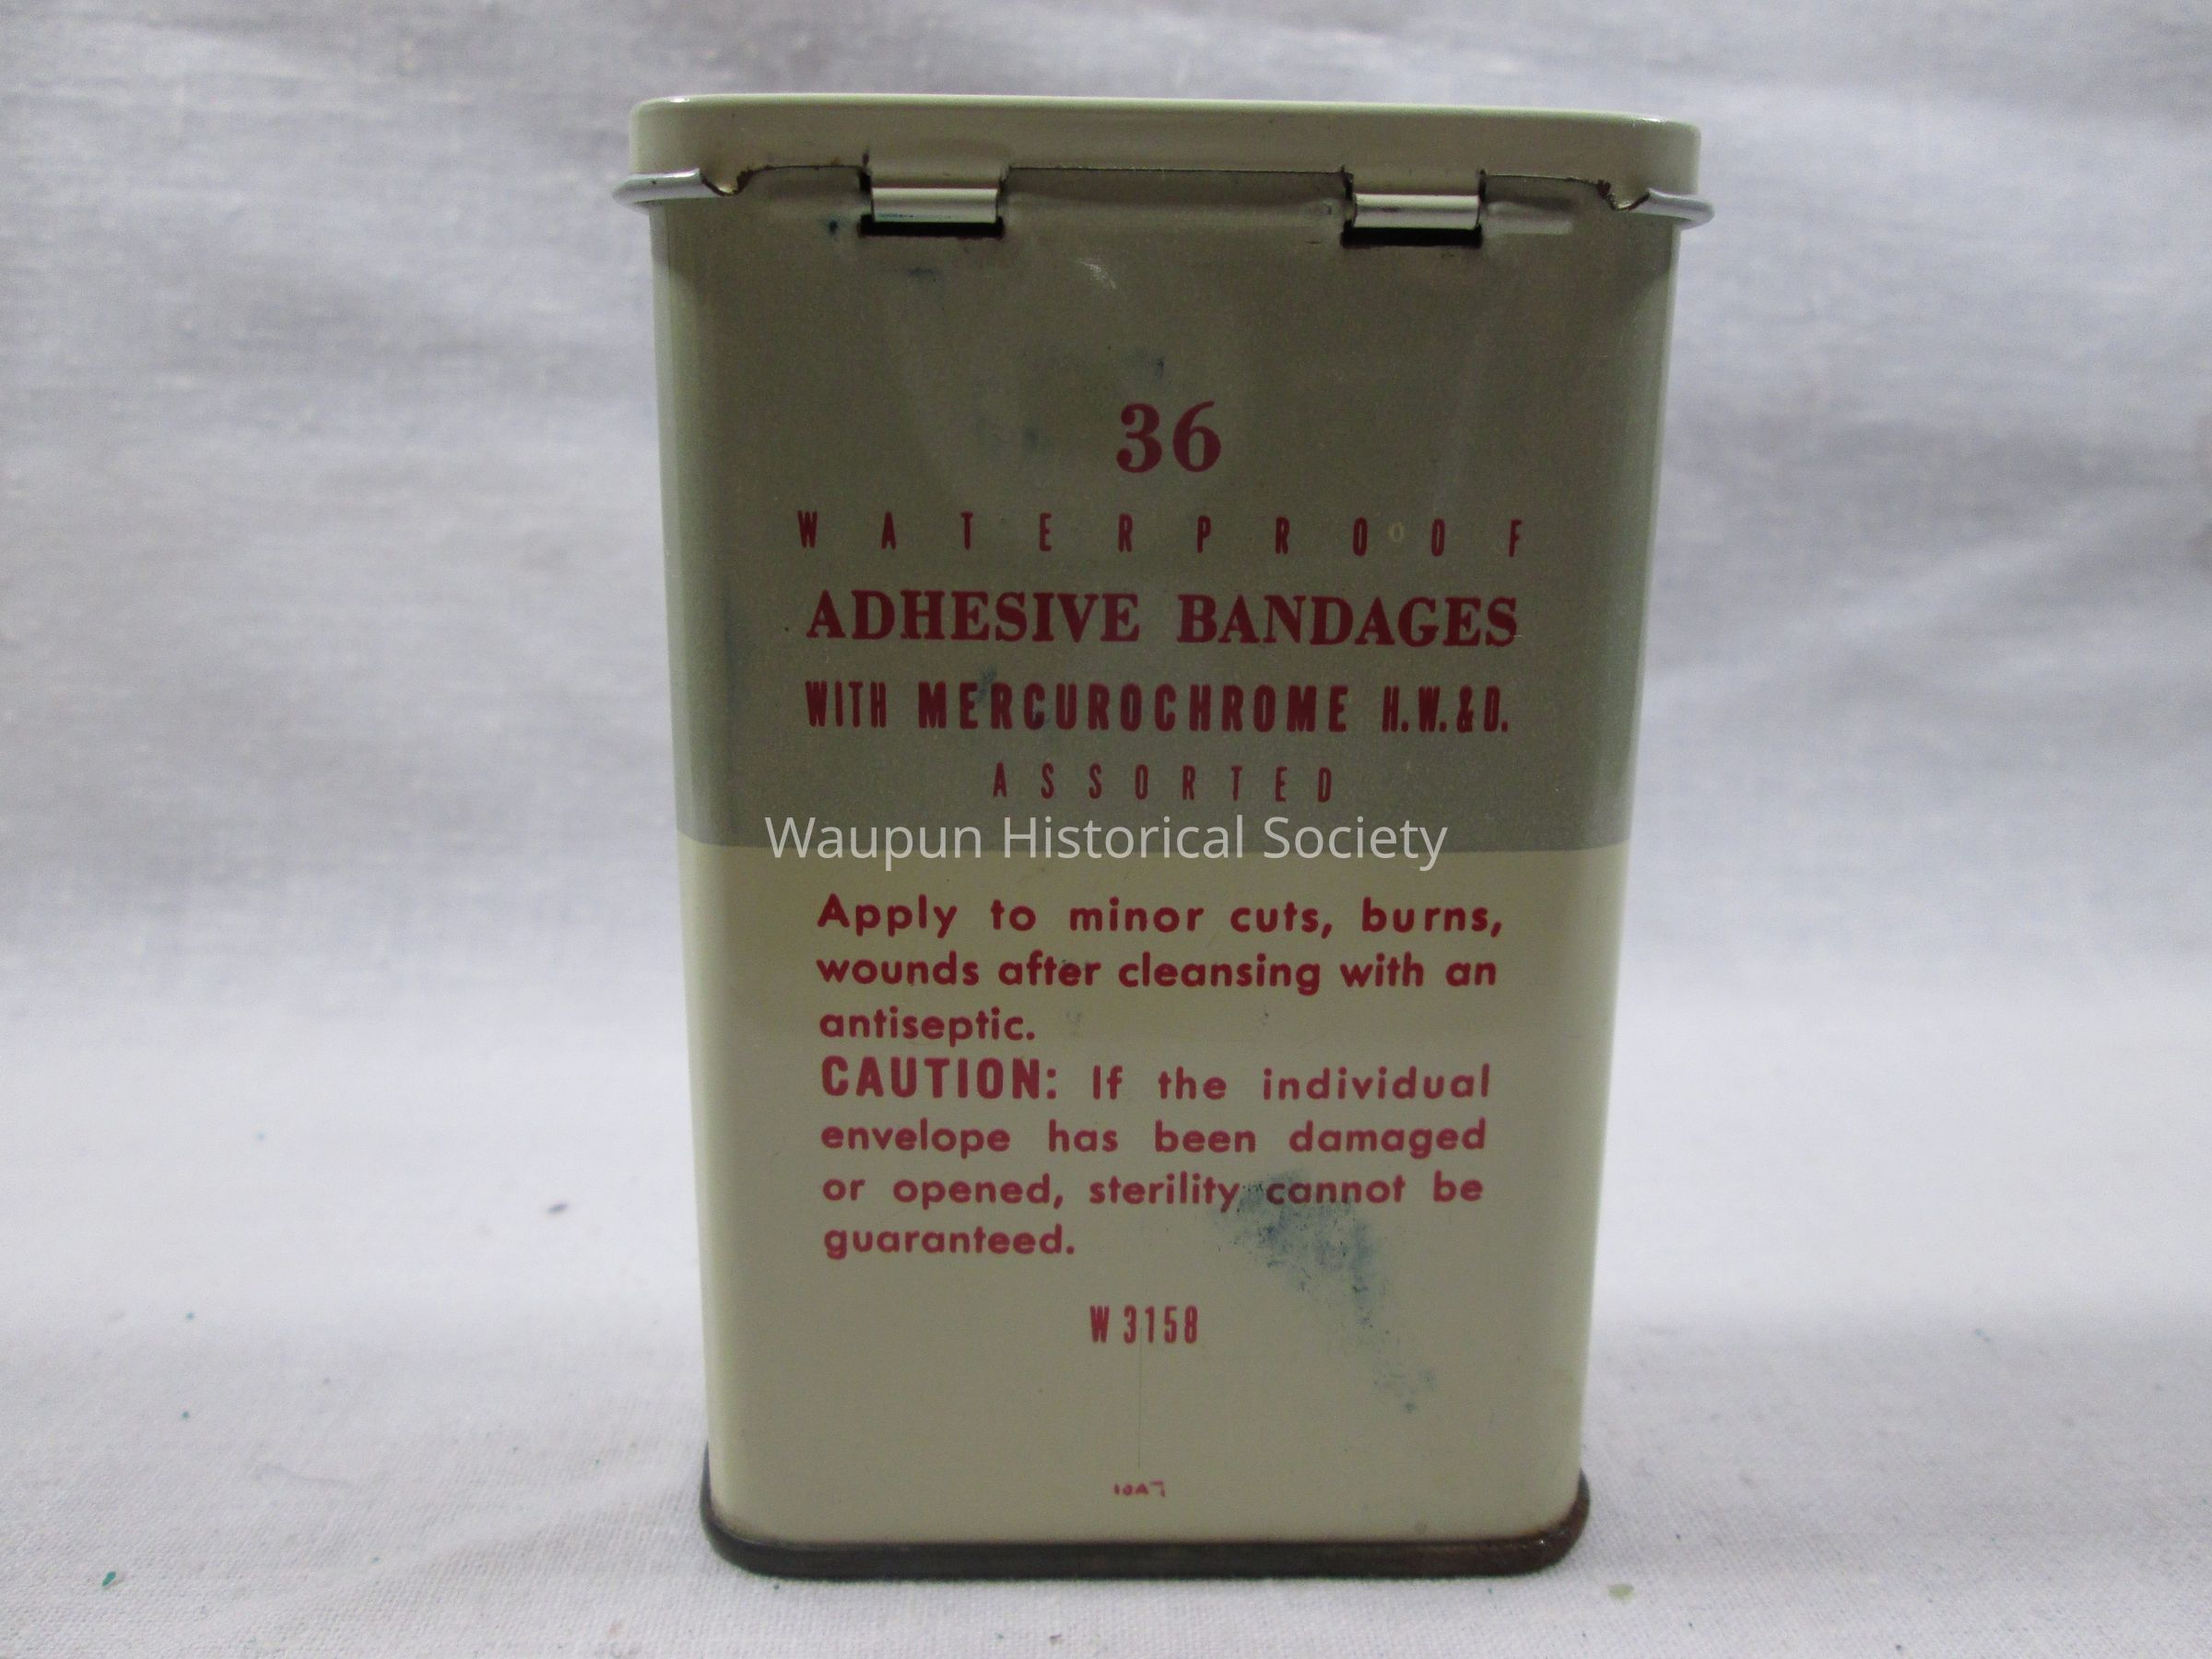 36
WATERPROOF
ADHESIVE BANDAGES
WITH MERCUROCHROME H.W.&D.
ASSORTED
Waupun Historical Society
Apply to minor cuts, burns,
wounds after cleansing with an
antiseptic.
CAUTION: If the individual
envelope has been damaged
or opened, sterility cannot be
guaranteed.
W 3158